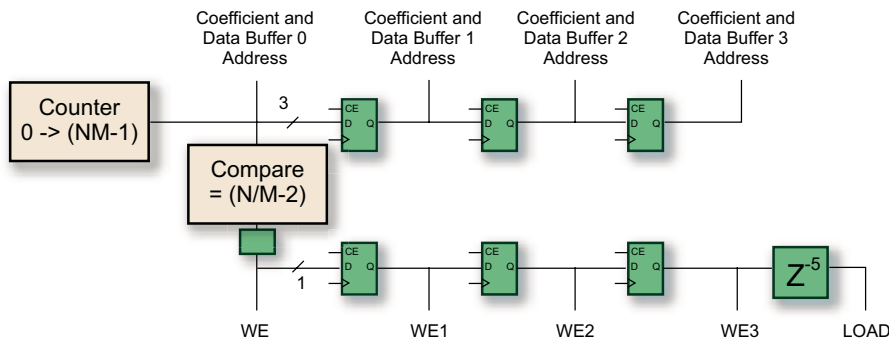 Coefficient and
Data Buffer 0
Address
Coefficient and
Data Buffer 1
Address
Coefficient and
Data Buffer 2
Address
Coefficient and
Data Buffer 3
Address
Counter
0 -> (NM-1)
3
CE
D Q
CE
D Q
CE
D Q
Compare
= (N/M-2)
1
CE
D Q
CE
D Q
CE
D Q
Z-5
WE
WE1
WE2
WE3
LOAD